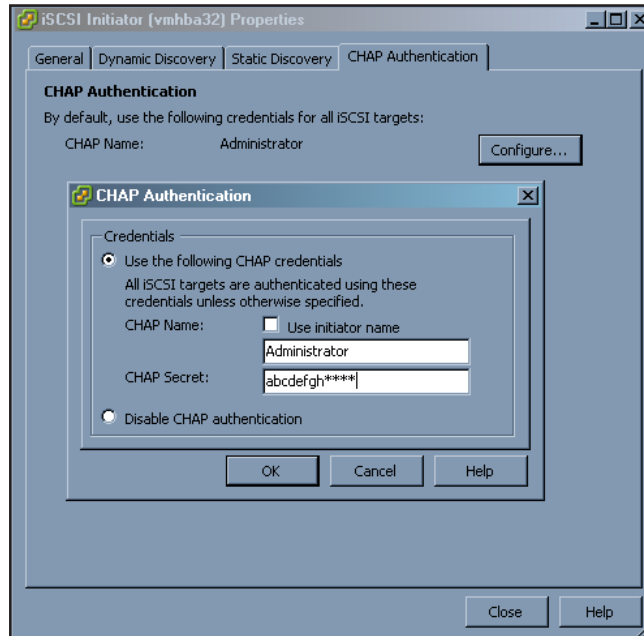 iSCSI Initiator (vmhba32) Properties
General Dynamic Discovery Static Discovery CHAP Authentication
CHAP Authentication
By default, use the following credentials for all iSCSI targets:
CHAP Name: Administrator Configure...
CHAP Authentication
Credentials
Use the following CHAP credentials
All iSCSI targets are authenticated using these
credentials unless otherwise specified.
CHAP Name: Use initiator name
Administrator
CHAP Secret: abcdefgh****
Disable CHAP authentication
OK Cancel Help
Close Help